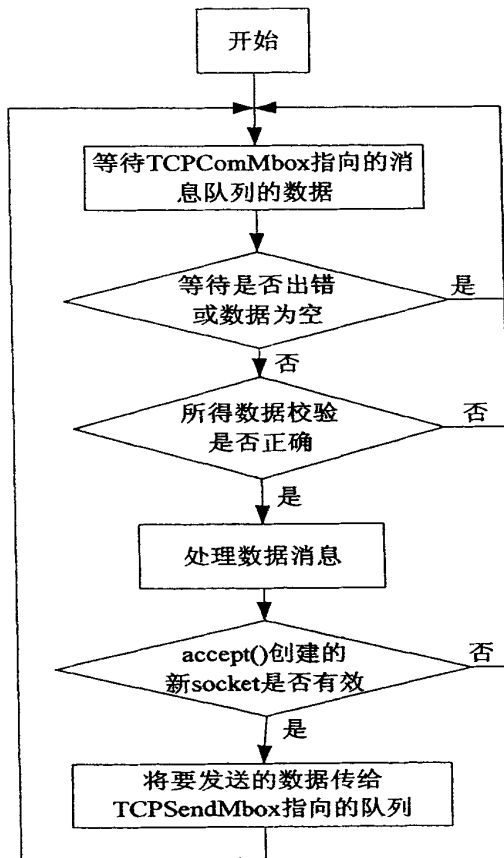 开始
等待TCPComMbox指向的消
息队列的数据
等待是否出错
或数据为空
是
否
所得数据校验
是否正确
否
是
处理数据消息
accept()创建的
新socket是否有效
否
是
将要发送的数据传给
TCPSendMbox指向的队列